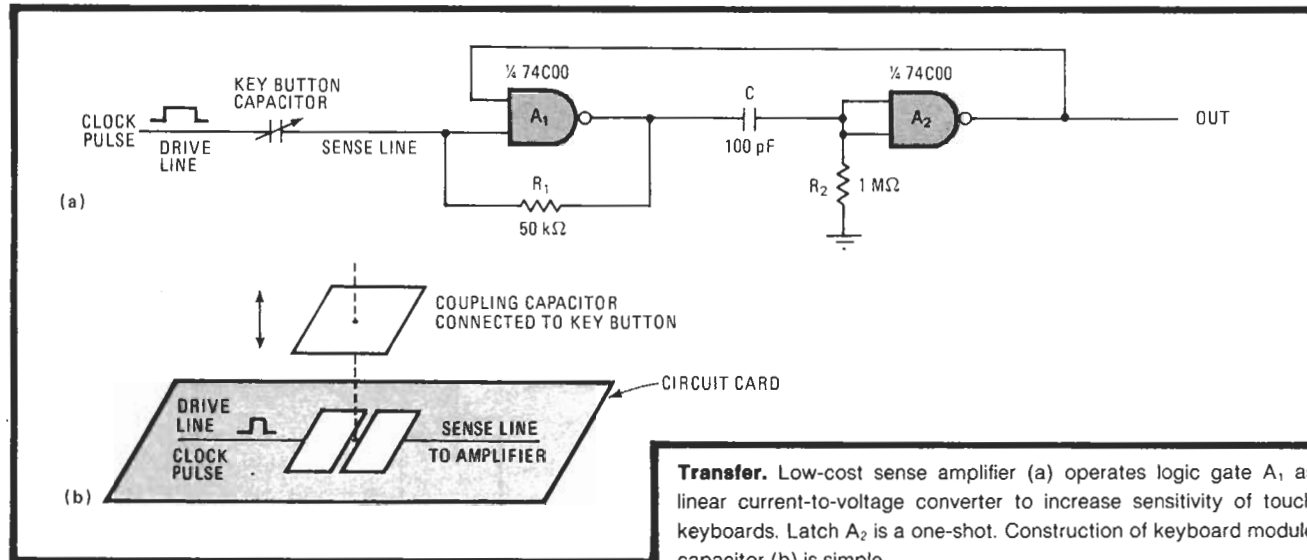 ¼ 74C00
¼ 74C00
KEY BUTTON
CAPACITOR
C
CLOCK
PULSE
DRIVE
LINE
SENSE LINE
A₁
100 pF
A₂
OUT
R₁
50 kΩ
R₂
1 MΩ
(a)
COUPLING CAPACITOR
CONNECTED TO KEY BUTTON
CIRCUIT CARD
DRIVE
LINE
CLOCK
PULSE
SENSE LINE
TO AMPLIFIER
(b)
Transfer. Low-cost sense amplifier (a) operates logic gate A₁ as
linear current-to-voltage converter to increase sensitivity of touch
keyboards. Latch A₂ is a one-shot. Construction of keyboard module
capacitor (b) is simple.